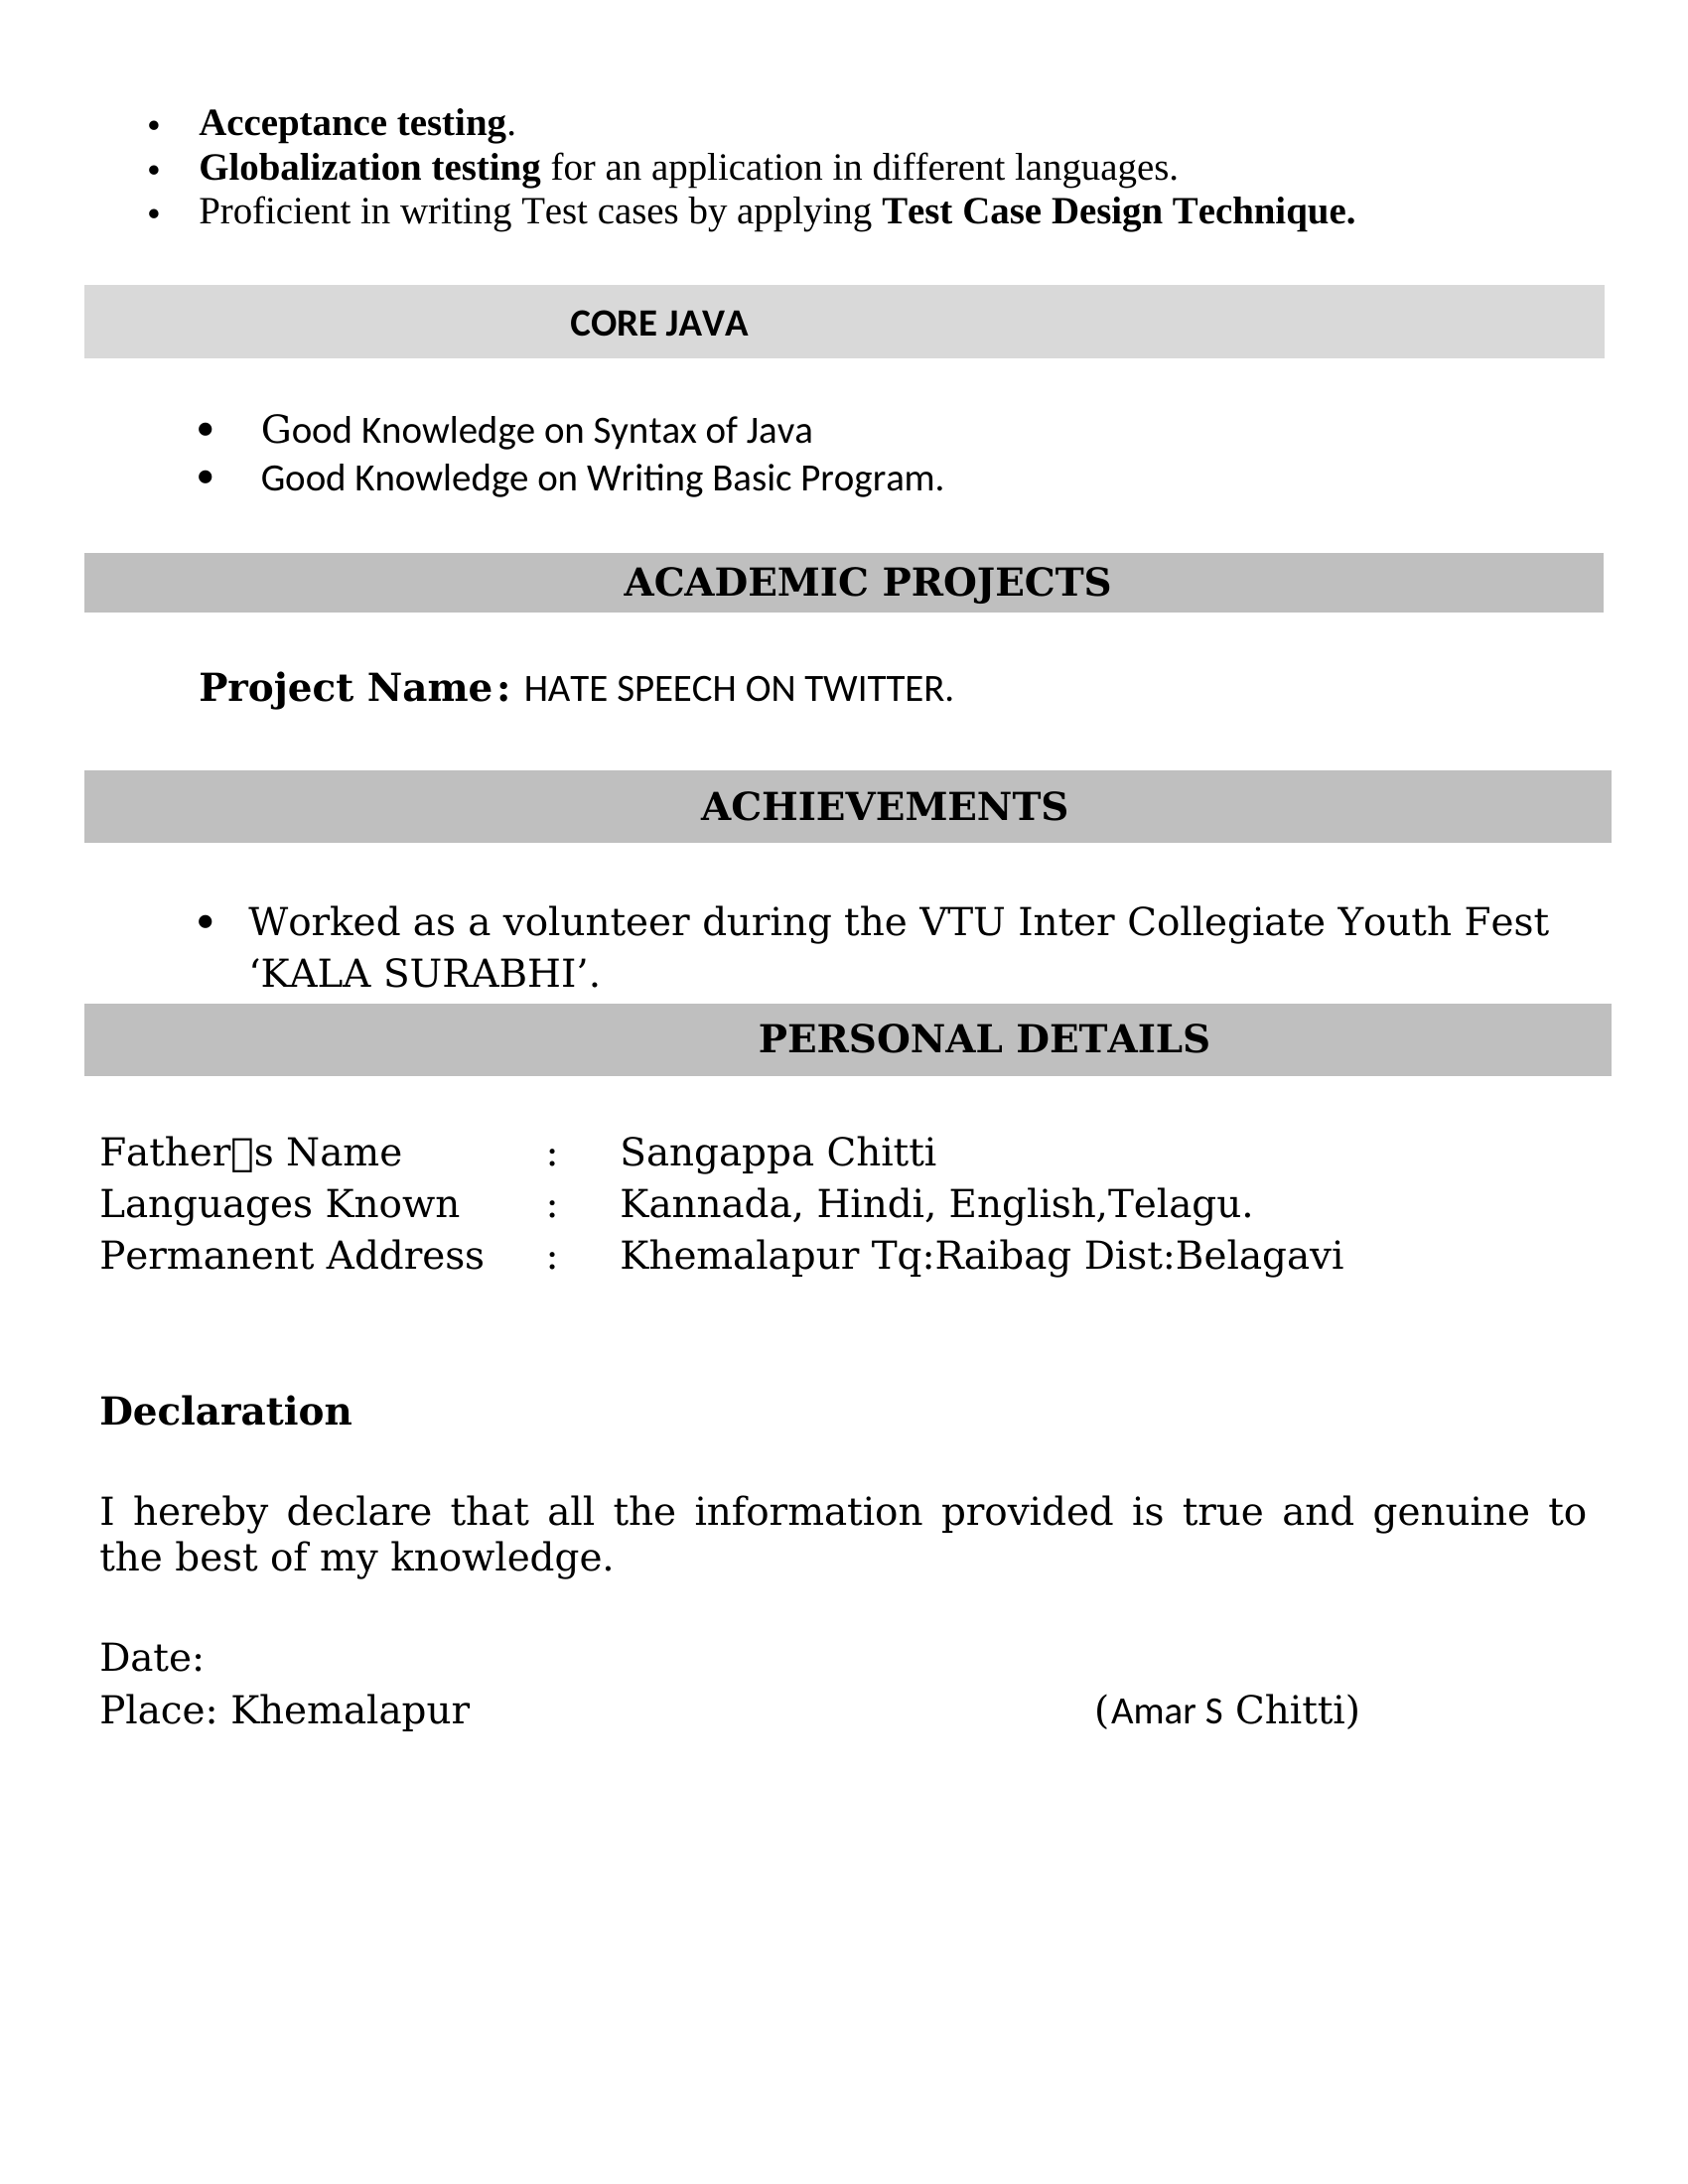 • Acceptance testing.
• Globalization testing for an application in different languages.
• Proficient in writing Test cases by applying Test Case Design Technique.
CORE JAVA
• Good Knowledge on Syntax of Java
• Good Knowledge on Writing Basic Program.
ACADEMIC PROJECTS
Project Name : HATE SPEECH ON TWITTER.
ACHIEVEMENTS
• Worked as a volunteer during the VTU Inter Collegiate Youth Fest
‘KALA SURABHI’.
PERSONAL DETAILS
Father▯s Name : Sangappa Chitti
Languages Known : Kannada, Hindi, English,Telagu.
Permanent Address : Khemalapur Tq:Raibag Dist:Belagavi
Declaration
I hereby declare that all the information provided is true and genuine to
the best of my knowledge.
Date:
Place: Khemalapur (Amar S Chitti)